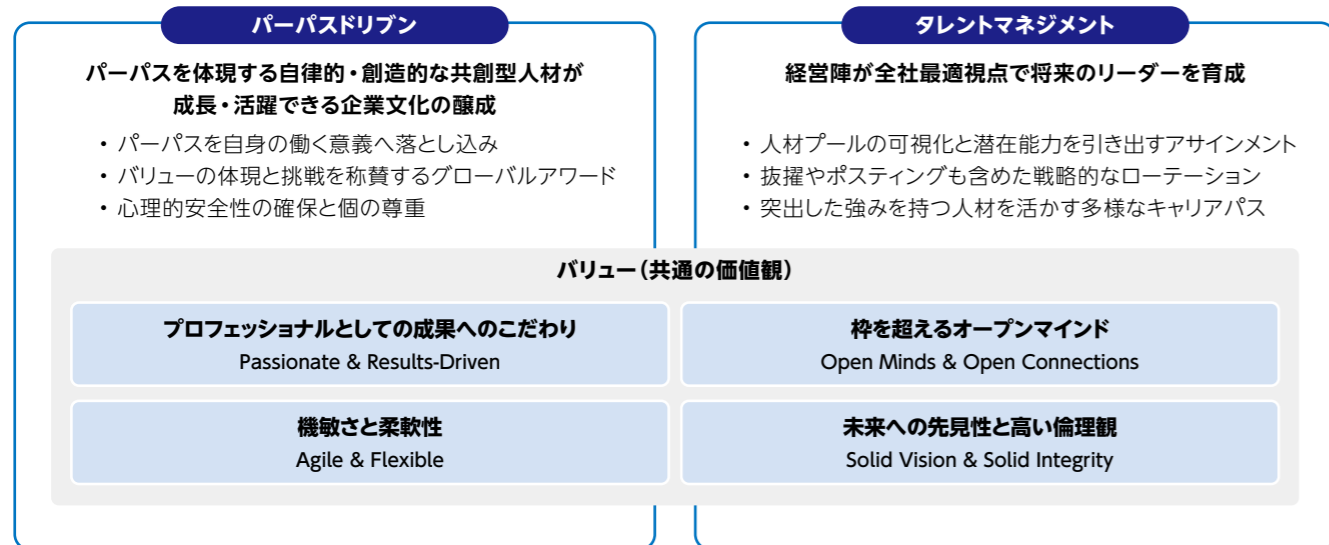 パーパスドリブン
パーパスを体現する自律的・創造的な共創型人材が
成長・活躍できる企業文化の醸成
• パーパスを自身の働く意義へ落とし込み
• バリューの体現と挑戦を称賛するグローバルアワード
• 心理的安全性の確保と個の尊重
タレントマネジメント
経営陣が全社最適視点で将来のリーダーを育成
• 人材プールの可視化と潜在能力を引き出すアサインメント
• 抜擢やポスティングも含めた戦略的なローテーション
• 突出した強みを持つ人材を活かす多様なキャリアパス
バリュー（共通の価値観）
プロフェッショナルとしての成果へのこだわり
Passionate & Results-Driven
枠を超えるオープンマインド
Open Minds & Open Connections
機敏さと柔軟性
Agile & Flexible
未来への先見性と高い倫理観
Solid Vision & Solid Integrity